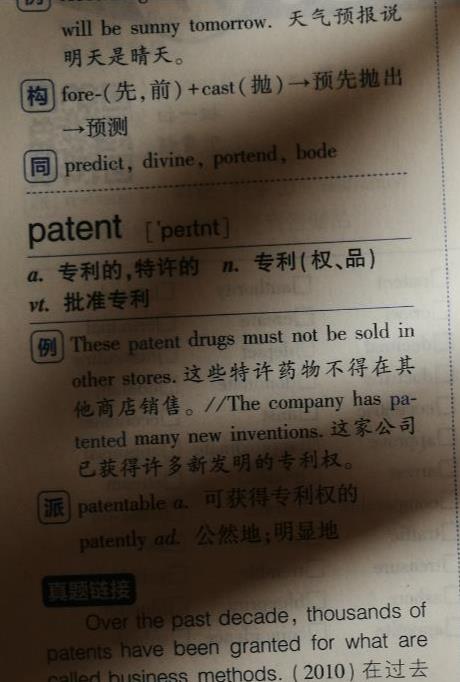 will be sunny tomorrow. 天气预报说
明天是晴天。
构 fore-(先,前)+cast(抛)→预先抛出
→预测
同 predict, divine, portend, bode
patent ['peɪtnt]
a. 专利的,特许的 n. 专利(权、品)
vt. 批准专利
例 These patent drugs must not be sold in
other stores. 这些特许药物不得在其
他商店销售。//The company has pa-
tented many new inventions. 这家公司
已获得许多新发明的专利权。
派 patentable a. 可获得专利权的
patently ad. 公然地;明显地
真题链接
Over the past decade, thousands of
patents have been granted for what are
called business methods. (2010) 在过去